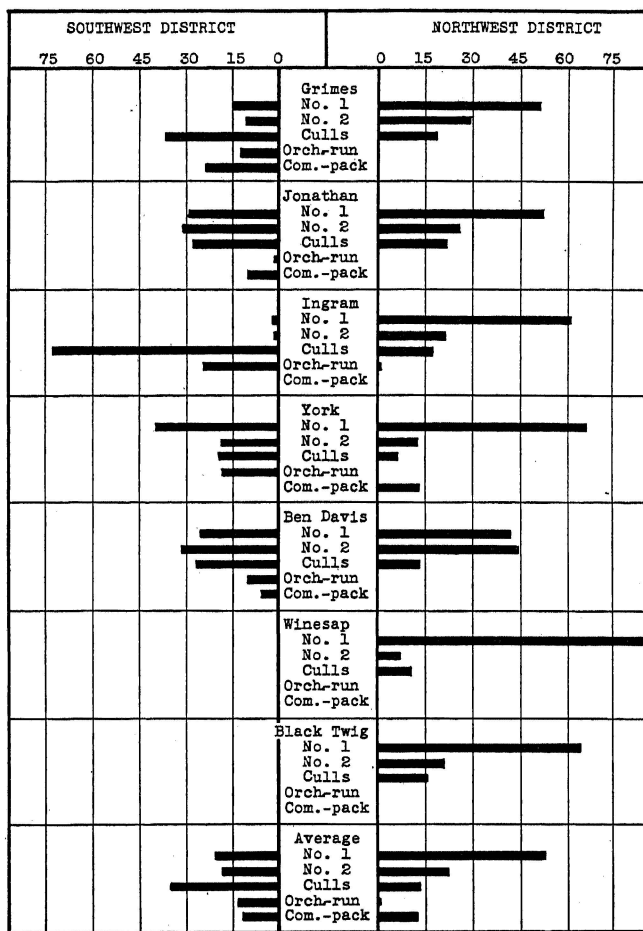 SOUTHWEST DISTRICT NORTHWEST DISTRICT
75 60 45 30 15 0 0 15 30 45 60 75
Grimes
No. 1
No. 2
Culls
Orch-run
Com.-pack
Jonathan
No. 1
No. 2
Culls
Orch-run
Com.-pack
Ingram
No. 1
No. 2
Culls
Orch-run
Com.-pack
York
No. 1
No. 2
Culls
Orch-run
Com.-pack
Ben Davis
No. 1
No. 2
Culls
Orch-run
Com.-pack
Winesap
No. 1
No. 2
Culls
Orch-run
Com.-pack
Black Twig
No. 1
No. 2
Culls
Orch-run
Com.-pack
Average
No. 1
No. 2
Culls
Orch-run
Com.-pack